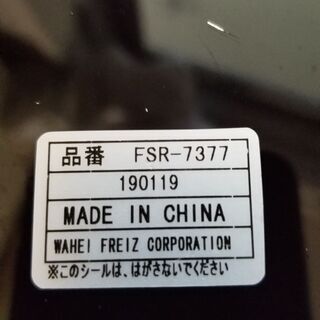 品番 FSR-7377
190119
MADE IN CHINA
WAHEI FREIZ CORPORATION
※このシールは、はがさないでください